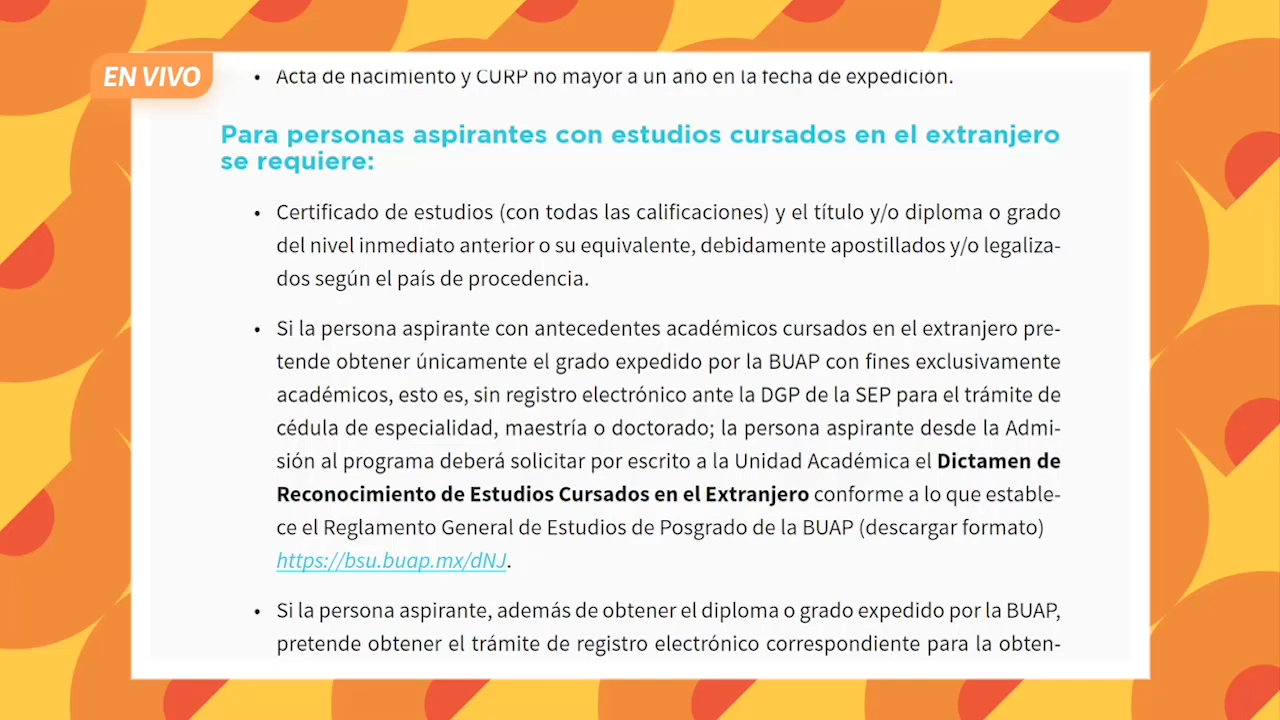 EN VIVO
• Acta de nacimiento y CURP no mayor a un año en la fecha de expedición.
Para personas aspirantes con estudios cursados en el extranjero
se requiere:
• Certificado de estudios (con todas las calificaciones) y el título y/o diploma o grado
del nivel inmediato anterior o su equivalente, debidamente apostillados y/o legaliza-
dos según el país de procedencia.
• Si la persona aspirante con antecedentes académicos cursados en el extranjero pre-
tende obtener únicamente el grado expedido por la BUAP con fines exclusivamente
académicos, esto es, sin registro electrónico ante la DGP de la SEP para el trámite de
cédula de especialidad, maestría o doctorado; la persona aspirante desde la Admi-
sión al programa deberá solicitar por escrito a la Unidad Académica el Dictamen de
Reconocimiento de Estudios Cursados en el Extranjero conforme a lo que estable-
ce el Reglamento General de Estudios de Posgrado de la BUAP (descargar formato)
https://bsu.buap.mx/dNJ.
• Si la persona aspirante, además de obtener el diploma o grado expedido por la BUAP,
pretende obtener el trámite de registro electrónico correspondiente para la obten-